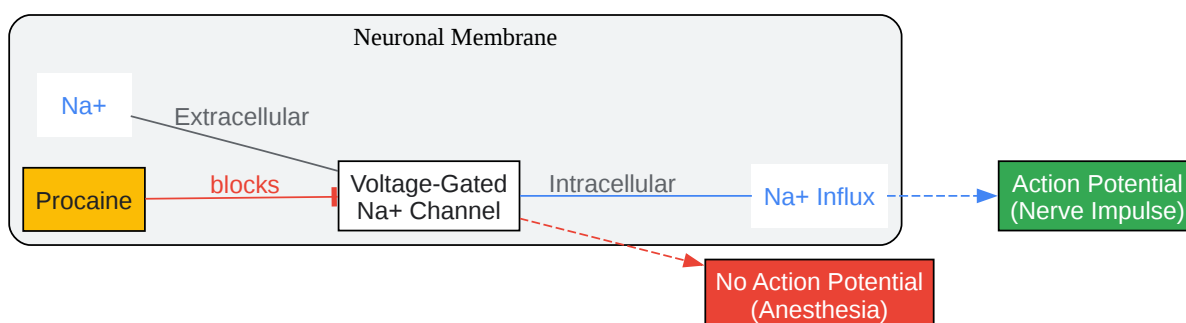 Neuronal Membrane
Na+
Extracellular
Procaine
blocks
Voltage-Gated
Na+ Channel
Intracellular
Na+ Influx
Action Potential
(Nerve Impulse)
No Action Potential
(Anesthesia)